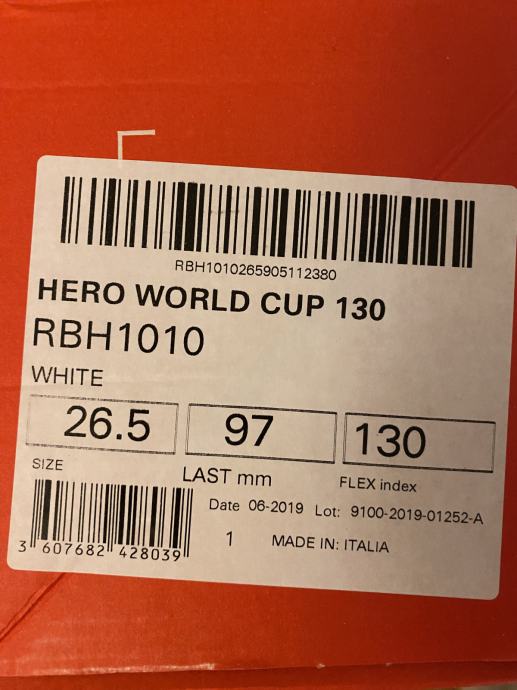 RBH1010265905112380
HERO WORLD CUP 130
RBH1010
WHITE
26.5 97 130
SIZE LAST mm FLEX index
Date 06-2019 Lot: 9100-2019-01252-A
1 MADE IN: ITALIA
3 607682 428039